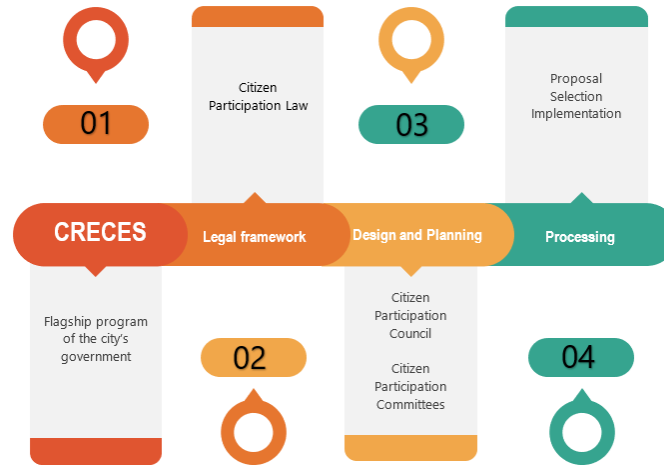 01
CRECES
Flagship program
of the city's
government
Citizen
Participation Law
Legal framework
02
03
Design and Planning
Citizen
Participation
Council
Citizen
Participation
Committees
Proposal
Selection
Implementation
Processing
04